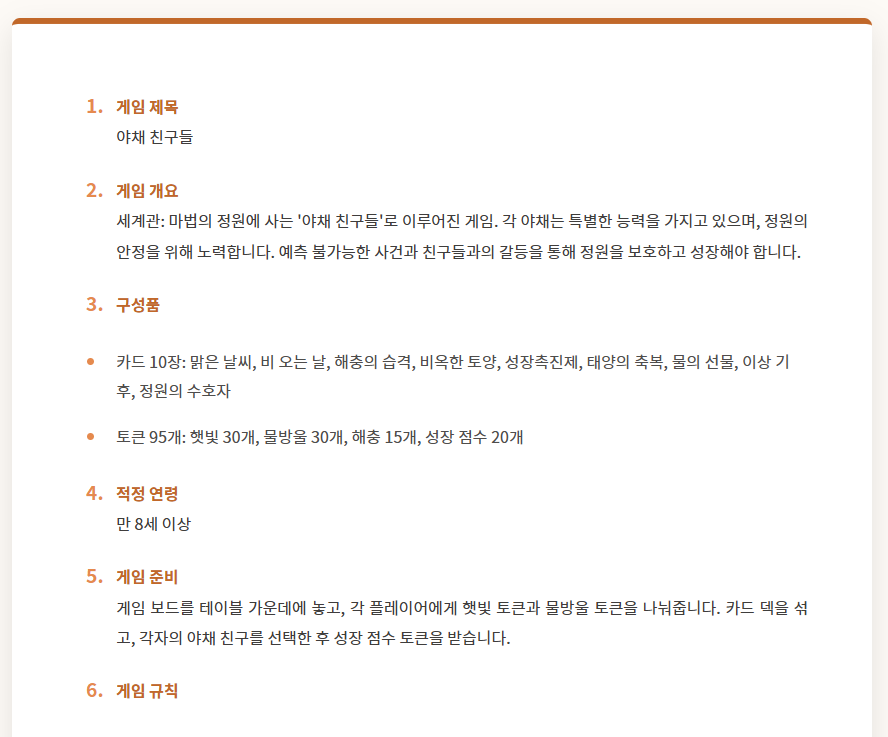 1. 게임 제목
야채 친구들
2. 게임 개요
세계관: 마법의 정원에 사는 '야채 친구들'로 이루어진 게임. 각 야채는 특별한 능력을 가지고 있으며, 정원의
안정을 위해 노력합니다. 예측 불가능한 사건과 친구들과의 갈등을 통해 정원을 보호하고 성장해야 합니다.
3. 구성품
• 카드 10장: 맑은 날씨, 비 오는 날, 해충의 습격, 비옥한 토양, 성장촉진제, 태양의 축복, 물의 선물, 이상 기
후, 정원의 수호자
• 토큰 95개: 햇빛 30개, 물방울 30개, 해충 15개, 성장 점수 20개
4. 적정 연령
만 8세 이상
5. 게임 준비
게임 보드를 테이블 가운데에 놓고, 각 플레이어에게 햇빛 토큰과 물방울 토큰을 나눠줍니다. 카드 덱을 섞
고, 각자의 야채 친구를 선택한 후 성장 점수 토큰을 받습니다.
6. 게임 규칙